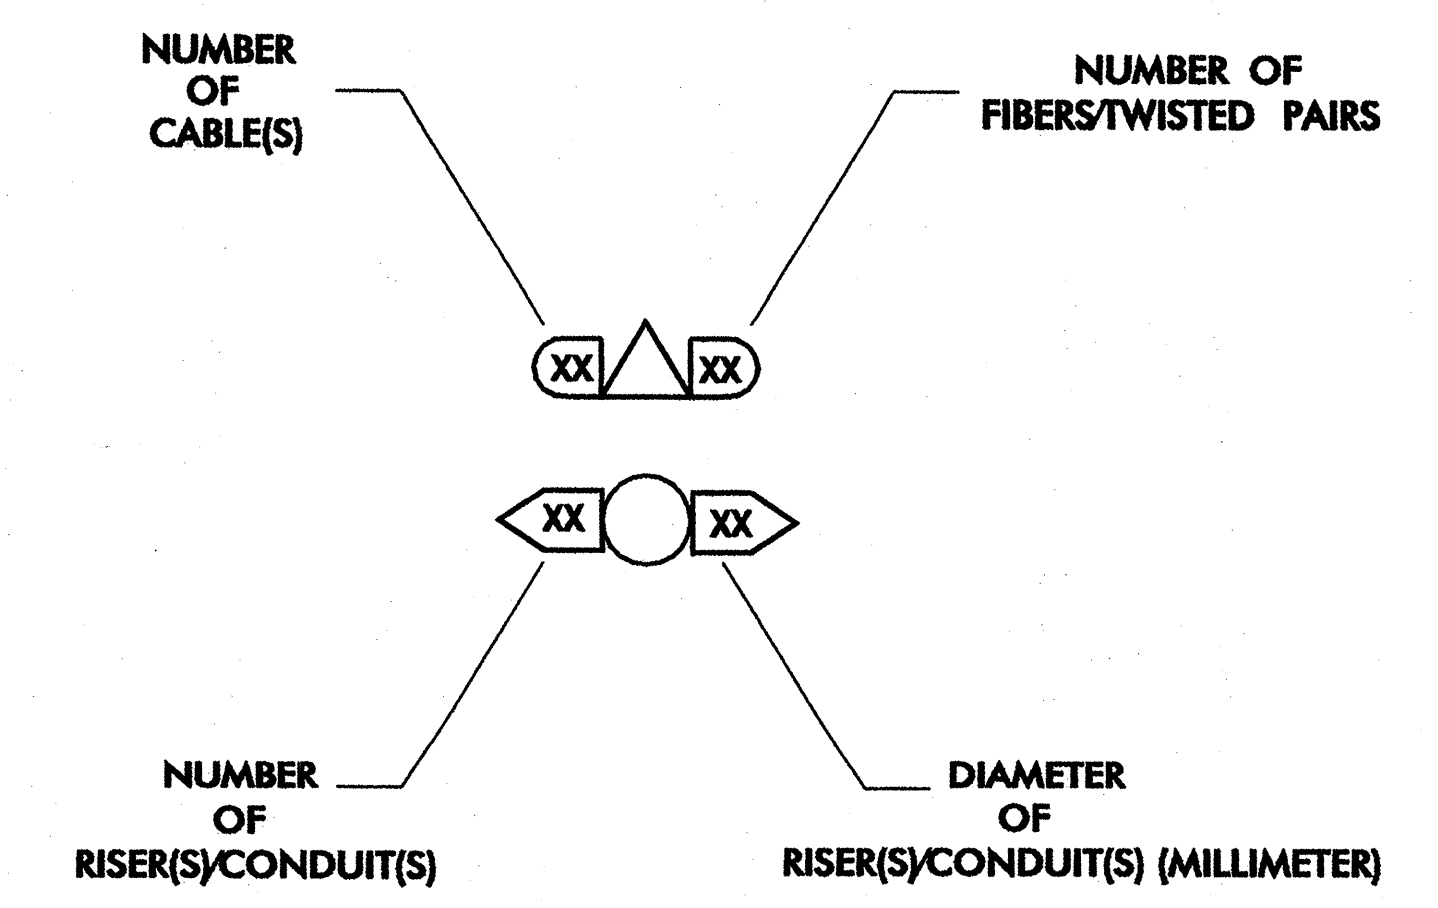 NUMBER
OF
CABLE(S)
NUMBER OF
FIBERS/TWISTED PAIRS
XX
XX
XX
XX
NUMBER
OF
RISER(S)/CONDUIT(S)
DIAMETER
OF
RISER(S)/CONDUIT(S) (MILLIMETER)